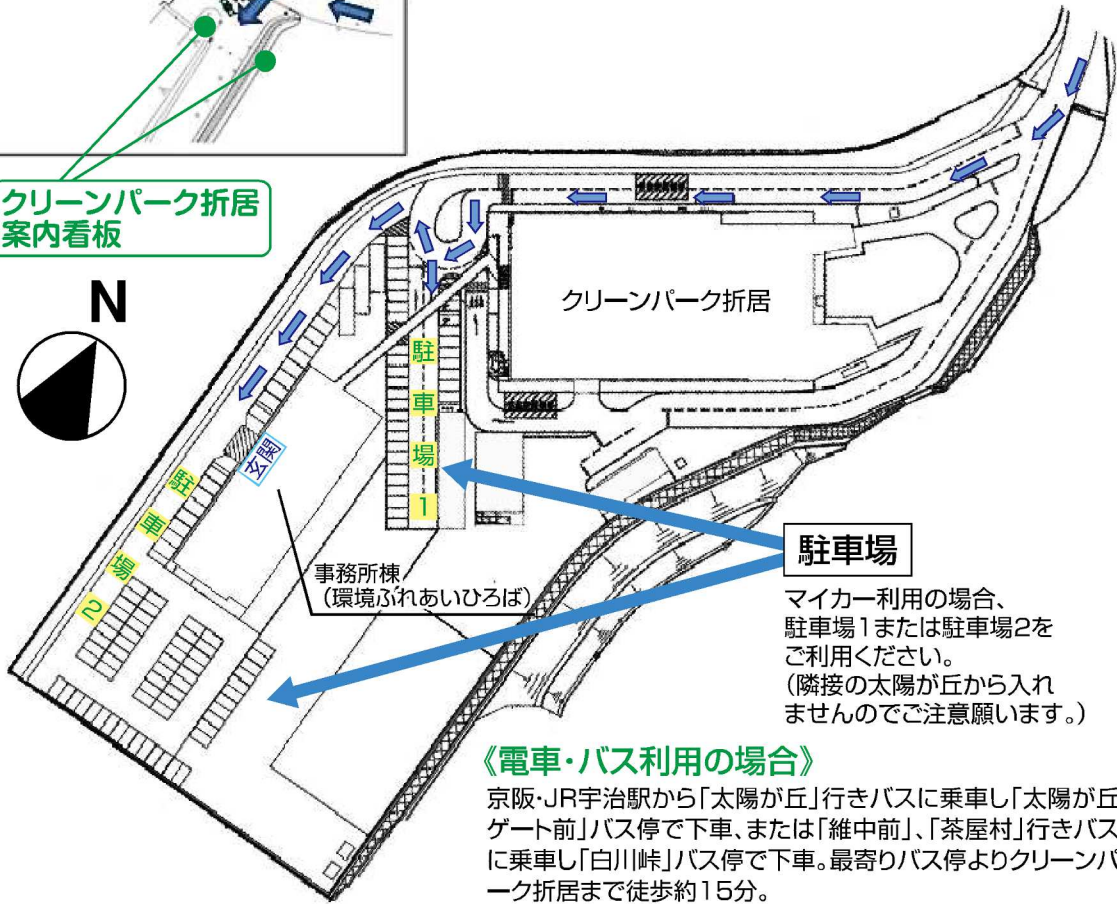 クリーンパーク折居
案内看板
N
クリーンパーク折居
駐車場1
玄関
駐車場2
事務所棟
(環境ふれあいひろば)
駐車場
マイカー利用の場合、
駐車場1または駐車場2を
ご利用ください。
(隣接の太陽が丘から入れ
ませんのでご注意願います。)
《電車・バス利用の場合》
京阪・JR宇治駅から「太陽が丘」行きバスに乗車し「太陽が丘
ゲート前」バス停で下車、または「維中前」、「茶屋村」行きバス
に乗車し「白川峠」バス停で下車。最寄りバス停よりクリーンパ
ーク折居まで徒歩約15分。